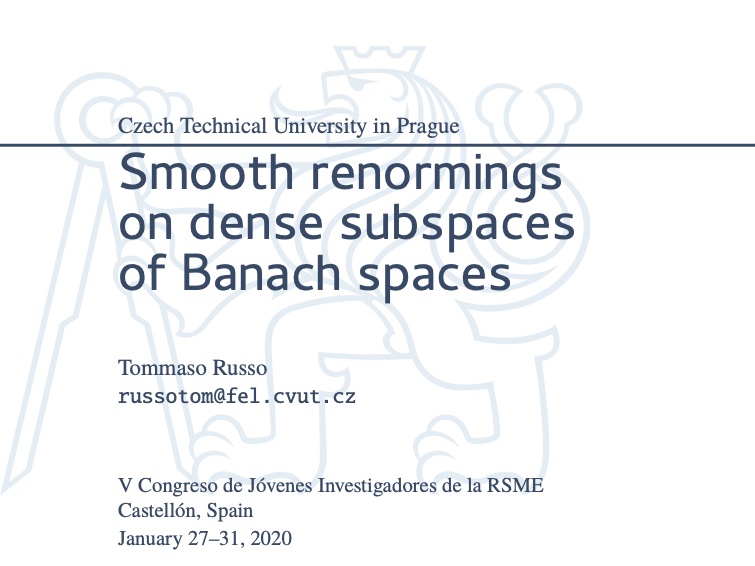 Czech Technical University in Prague
Smooth renormings
on dense subspaces
of Banach spaces
Tommaso Russo
russotom@fel.cvut.cz
V Congreso de Jóvenes Investigadores de la RSME
Castellón, Spain
January 27–31, 2020